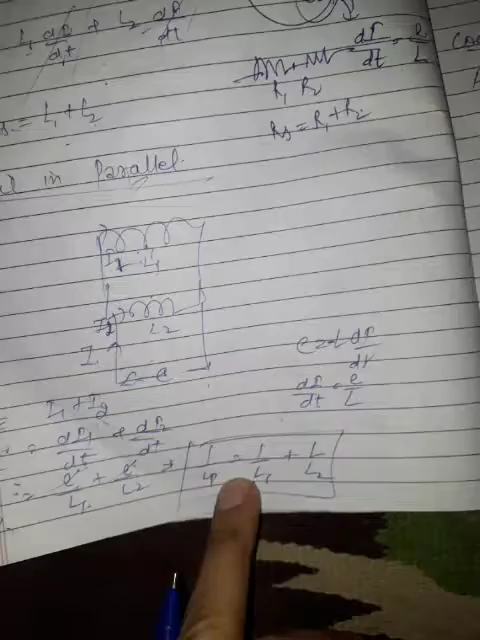 L₁ dI/dt + L₂ dI/dt
dI/dt = e/L
R₁ R₂
= L₁ + L₂
Rs = R₁ + R₂
in Parallel
I₁ L₁
I₂ L₂
I
e
e = L dI/dt
dI/dt = e/L
I₁ + I₂
= dI₁/dt + dI₂/dt
= e/L₁ + e/L₂ ⇒ 1/Lp = 1/L₁ + 1/L₂